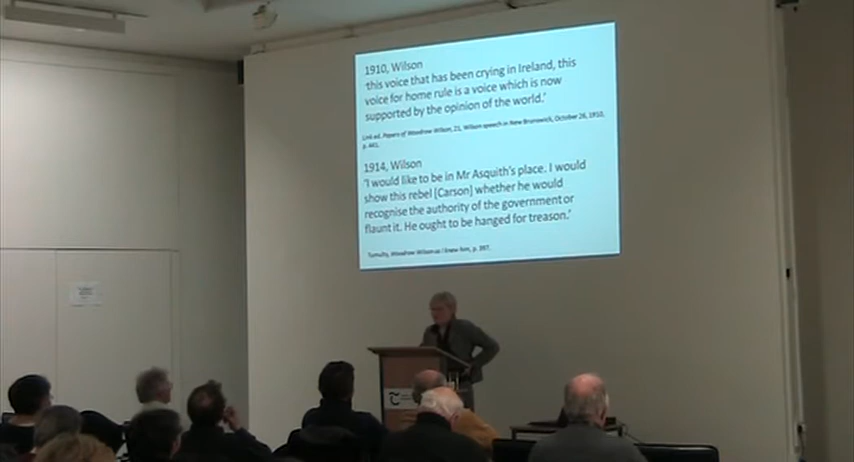 1910, Wilson
'this voice that has been crying in Ireland, this
voice for home rule is a voice which is now
supported by the opinion of the world.'
Link ed. Papers of Woodrow Wilson, 21, Wilson speech in New Brunswick, October 26, 1910,
p. 441.
1914, Wilson
'I would like to be in Mr Asquith's place. I would
show this rebel [Carson] whether he would
recognise the authority of the government or
flaunt it. He ought to be hanged for treason.'
Tumulty, Woodrow Wilson as I knew him, p. 397.